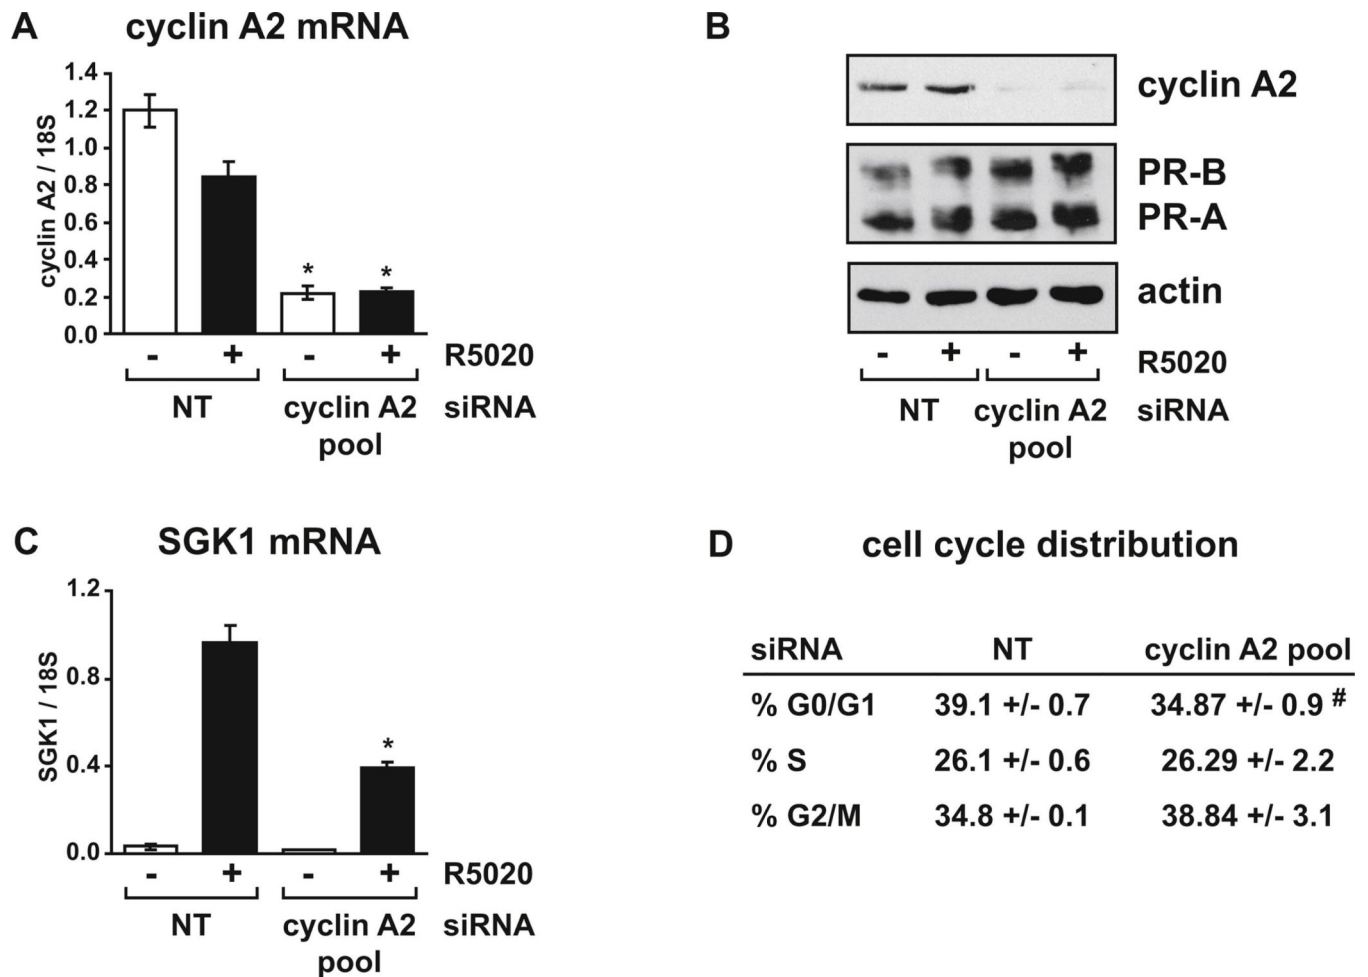 A cyclin A2 mRNA
cyclin A2 / 18S
1.4
1.2
1.0
0.8
0.6
0.4
0.2
0.0
* *
- + - + R5020
NT cyclin A2 pool siRNA
B
cyclin A2
PR-B
PR-A
actin
- + - + R5020
NT cyclin A2 pool siRNA
C SGK1 mRNA
SGK1 / 18S
1.2
0.8
0.4
0.0
*
- + - + R5020
NT cyclin A2 pool siRNA
D cell cycle distribution
siRNA NT cyclin A2 pool
% G0/G1 39.1 +/- 0.7 34.87 +/- 0.9 #
% S 26.1 +/- 0.6 26.29 +/- 2.2
% G2/M 34.8 +/- 0.1 38.84 +/- 3.1